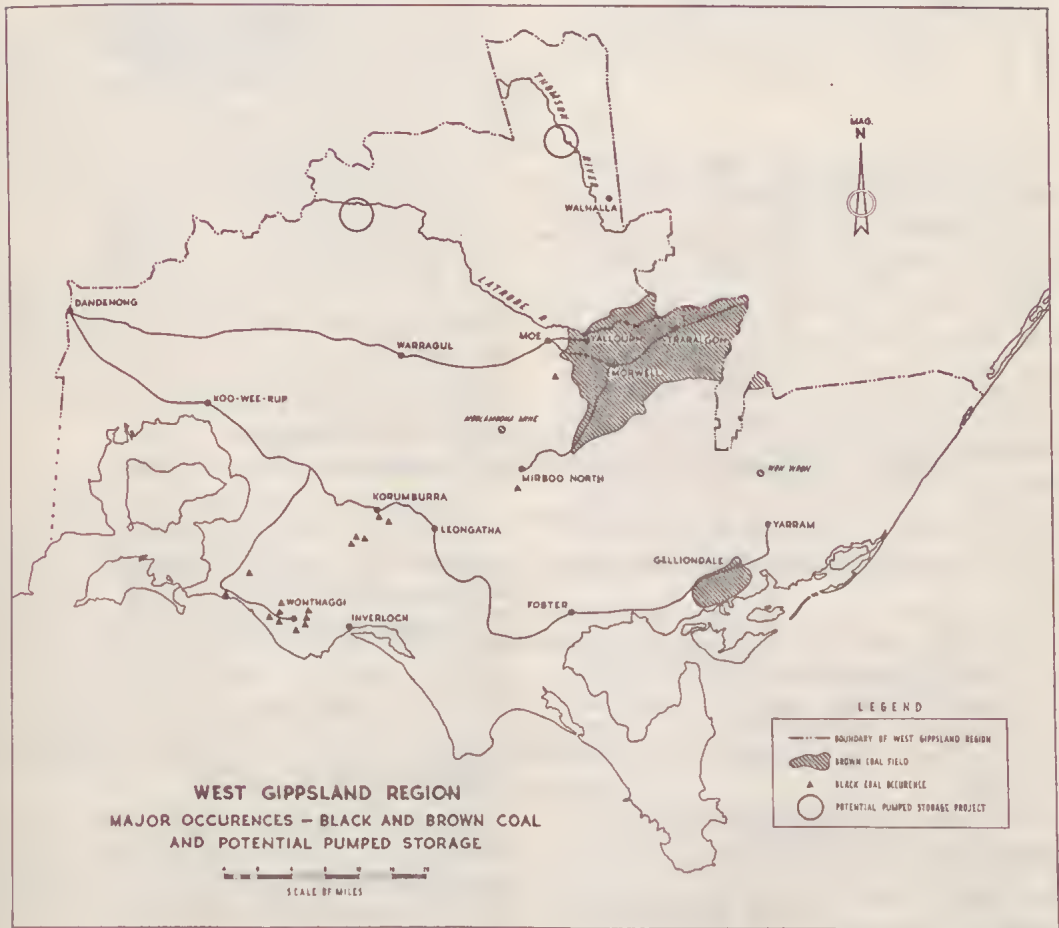 THOMSON
RIVER
MAG.
N
WALHALLA
LATROBE R
DANDENONG
MOE
YALLOURN
TRARALGON
WARRAGUL
MORWELL
KOO-WEE-RUP
MIRBOO NORTH
KORUMBURRA
LEONGATHA
YARRAM
GELLIONDALE
WONTHAGGI
FOSTER
INVERLOCH
LEGEND
BOUNDARY OF WEST GIPPSLAND REGION
BROWN COAL FIELD
BLACK COAL OCCURENCE
POTENTIAL PUMPED STORAGE PROJECT
WEST GIPPSLAND REGION
MAJOR OCCURENCES – BLACK AND BROWN COAL
AND POTENTIAL PUMPED STORAGE
SCALE OF MILES